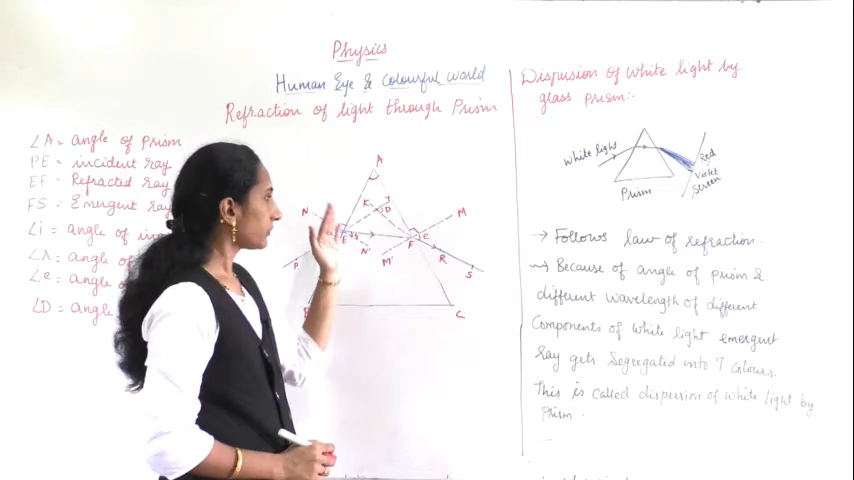 Physics
Human Eye & Colourful world
Refraction of light through Prism
∠A = angle of Prism
PE = incident Ray
EF = Refracted Ray
FS = Emergent Ray
∠i = angle of
∠r = angle of
∠e = angle
∠D = angle
A
K
D
N
M
E
F
e
N'
M'
R
P
S
B
C
Dispersion of White light by
glass prism:-
White light
Red
Violet
Screen
Prism
→ Follows law of refraction.
→ Because of angle of prism &
different wavelength of different
Components of white light emergent
Ray gets Segregated into 7 Colours.
This is called dispersion of white light by
Prism.